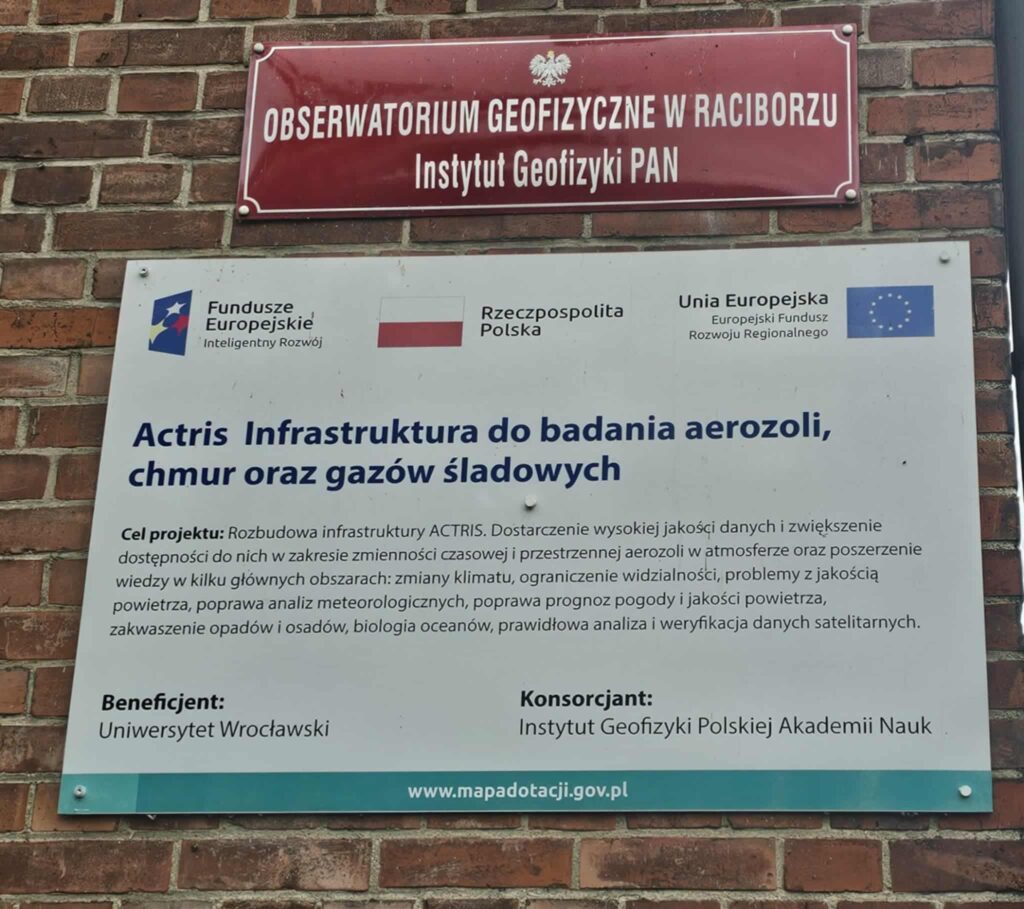 OBSERWATORIUM GEOFIZYCZNE W RACIBORZU
Instytut Geofizyki PAN
Fundusze
Europejskie
Inteligentny Rozwój
Rzeczpospolita
Polska
Unia Europejska
Europejski Fundusz
Rozwoju Regionalnego
Actris Infrastruktura do badania aerozoli,
chmur oraz gazów śladowych
Cel projektu: Rozbudowa infrastruktury ACTRIS. Dostarczenie wysokiej jakości danych i zwiększenie
dostępności do nich w zakresie zmienności czasowej i przestrzennej aerozoli w atmosferze oraz poszerzenie
wiedzy w kilku głównych obszarach: zmiany klimatu, ograniczenie widzialności, problemy z jakością
powietrza, poprawa analiz meteorologicznych, poprawa prognoz pogody i jakości powietrza,
zakwaszenie opadów i osadów, biologia oceanów, prawidłowa analiza i weryfikacja danych satelitarnych.
Beneficjent:
Uniwersytet Wrocławski
Konsorcjant:
Instytut Geofizyki Polskiej Akademii Nauk
www.mapadotacji.gov.pl